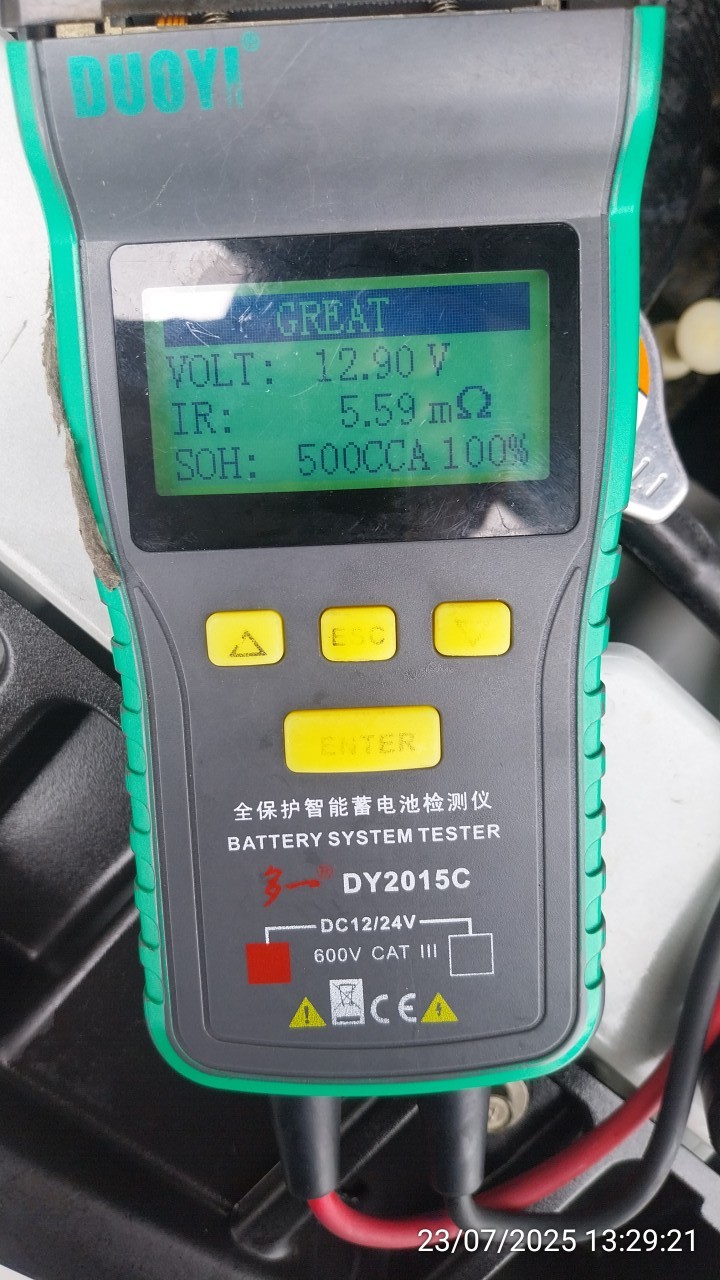 DUOYI®
GREAT
VOLT: 12.90 V
IR: 5.59 mΩ
SOH: 500CCA 100%
ESC
ENTER
全保护智能蓄电池检测仪
BATTERY SYSTEM TESTER
多一® DY2015C
DC12/24V
600V CAT III
CE
23/07/2025 13:29:21